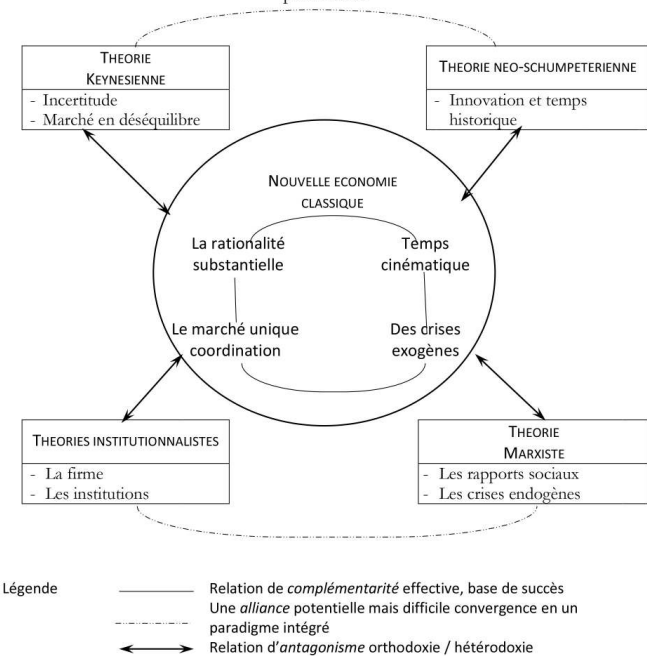 THEORIE
KEYNESIENNE
- Incertitude
- Marché en déséquilibre
THEORIE NEO-SCHUMPETERIENNE
- Innovation et temps
historique
NOUVELLE ECONOMIE
CLASSIQUE
La rationalité
substantielle
Temps
cinématique
Le marché unique
coordination
Des crises
exogènes
THEORIES INSTITUTIONNALISTES
- La firme
- Les institutions
THEORIE
MARXISTE
- Les rapports sociaux
- Les crises endogènes
Légende
Relation de complémentarité effective, base de succès
Une alliance potentielle mais difficile convergence en un
paradigme intégré
Relation d'antagonisme orthodoxie / hétérodoxie